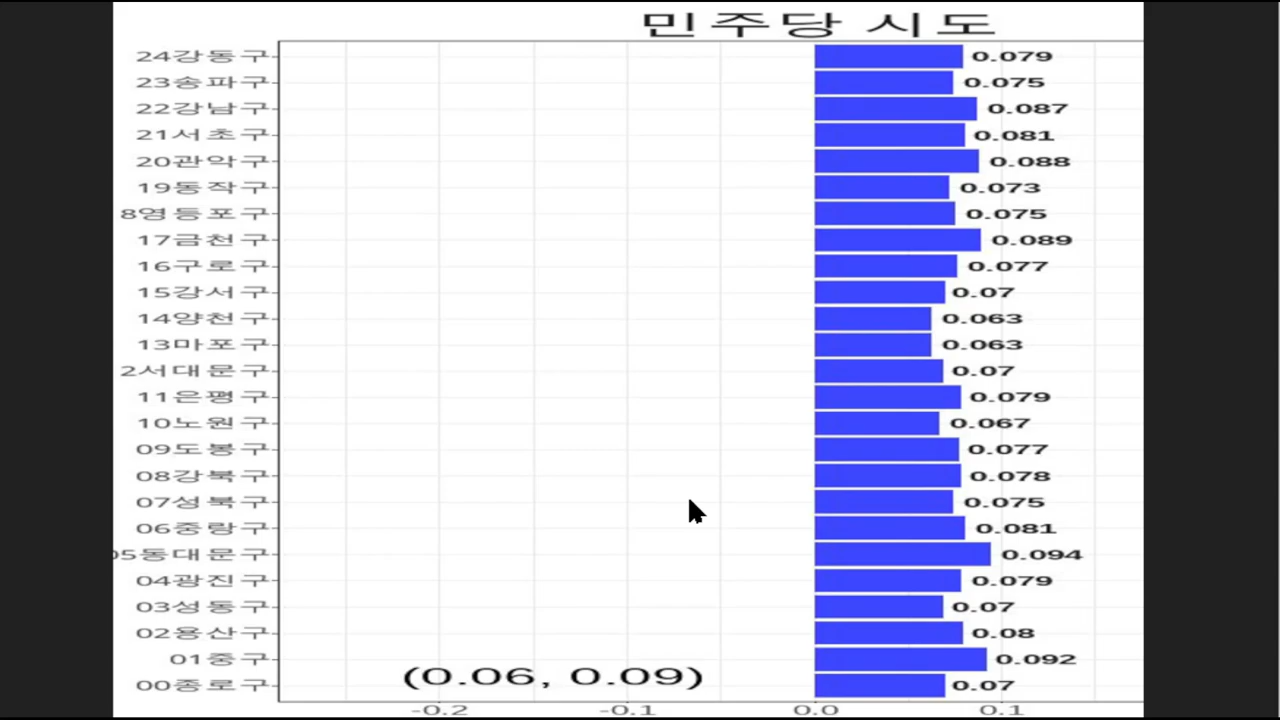 민주당 시도
24강동구 0.079
23송파구 0.075
22강남구 0.087
21서초구 0.081
20관악구 0.088
19동작구 0.073
8영등포구 0.075
17금천구 0.089
16구로구 0.077
15강서구 0.07
14양천구 0.063
13마포구 0.063
2서대문구 0.07
11은평구 0.079
10노원구 0.067
09도봉구 0.077
08강북구 0.078
07성북구 0.075
06중랑구 0.081
05동대문구 0.094
04광진구 0.079
03성동구 0.07
02용산구 0.08
01중구 0.092
00종로구 0.07
(0.06, 0.09)
-0.2 -0.1 0.0 0.1